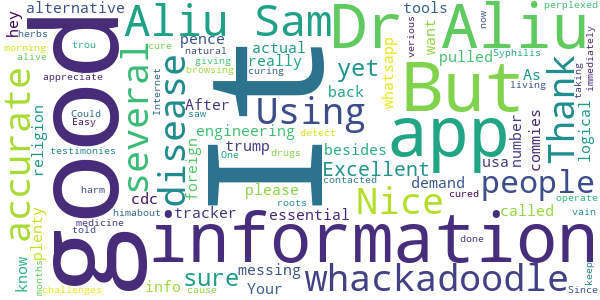 good
I
t
But
app
information
Dr
Aliu
Aliu
Sam
Using
Thank
Nice
people
whackadoodle
accurate
several
disease
Excellent
yet
sure
essential
engineering
religion
plenty
know
info
messing
Your
called
demand
logical
number
commies
usa
trump
tracker
foreign
please
besides
back
pence
really
actual
After
cdc
As
want
pulled
tools
whatsapp
alternative
hey
herbs
morning
alive
trou
cure
natural
giving
browsing
curing
appreciate
Could
Easy
testimonies
Internet
saw
One
detect
drugs
contacted
roots
harm
medicine
told
himabout
months
challenges
cause
Since
done
vain
operate
keep
cured
living
taking
verious
now
Syphilis
immediately
perplexed